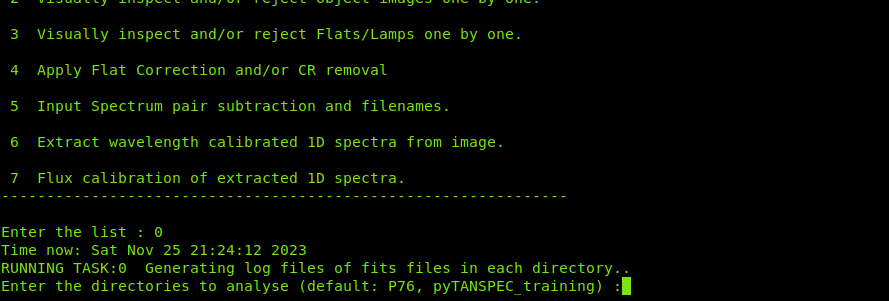 2  Visually inspect and/or reject object images one by one.
3  Visually inspect and/or reject Flats/Lamps one by one.
4  Apply Flat Correction and/or CR removal
5  Input Spectrum pair subtraction and filenames.
6  Extract wavelength calibrated 1D spectra from image.
7  Flux calibration of extracted 1D spectra.
---------------------------------------------------------------
Enter the list : 0
Time now: Sat Nov 25 21:24:12 2023
RUNNING TASK:0  Generating log files of fits files in each directory..
Enter the directories to analyse (default: P76, pyTANSPEC_training) :